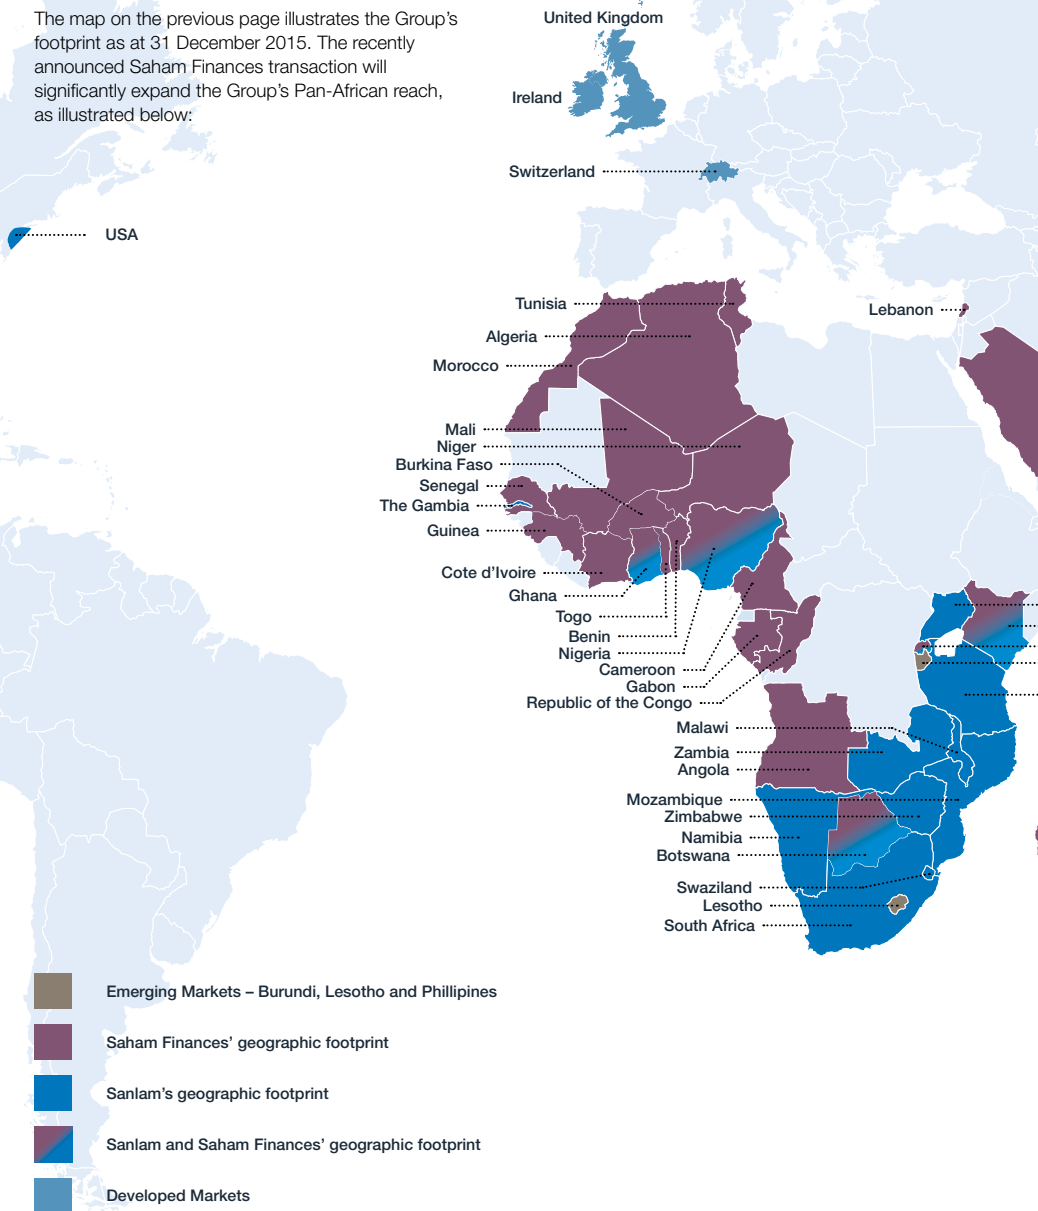 The map on the previous page illustrates the Group’s
footprint as at 31 December 2015. The recently
announced Saham Finances transaction will
significantly expand the Group’s Pan-African reach,
as illustrated below:
United Kingdom
Ireland
Switzerland
USA
Tunisia
Lebanon
Algeria
Morocco
Mali
Niger
Burkina Faso
Senegal
The Gambia
Guinea
Cote d’Ivoire
Ghana
Togo
Benin
Nigeria
Cameroon
Gabon
Republic of the Congo
Malawi
Zambia
Angola
Mozambique
Zimbabwe
Namibia
Botswana
Swaziland
Lesotho
South Africa
Emerging Markets – Burundi, Lesotho and Phillipines
Saham Finances’ geographic footprint
Sanlam’s geographic footprint
Sanlam and Saham Finances’ geographic footprint
Developed Markets